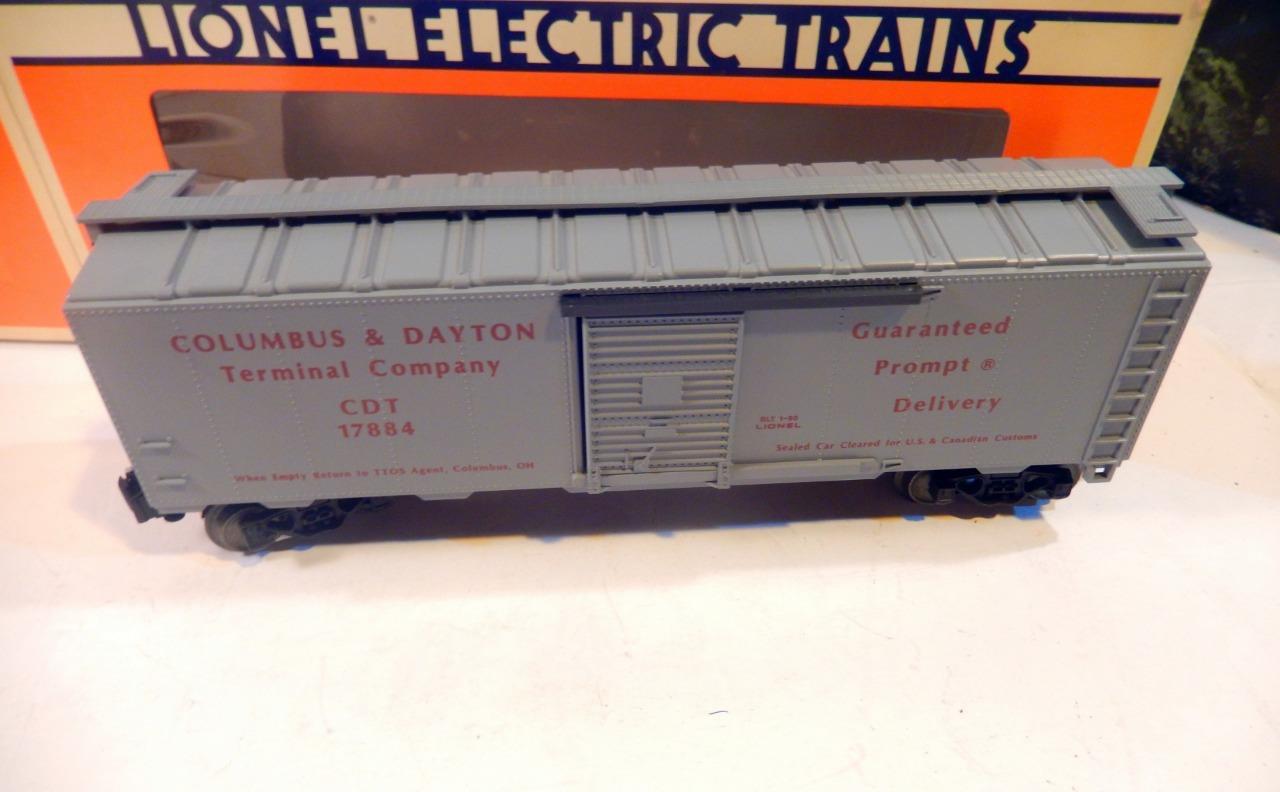 LIONEL ELECTRIC TRAINS
COLUMBUS & DAYTON
Terminal Company
CDT
17884
When Empty Return to TTOS Agent, Columbus, OH
Guaranteed
Prompt ®
Delivery
BLT 1-90
LIONEL
Sealed Car Cleared for U.S. & Canadian Customs